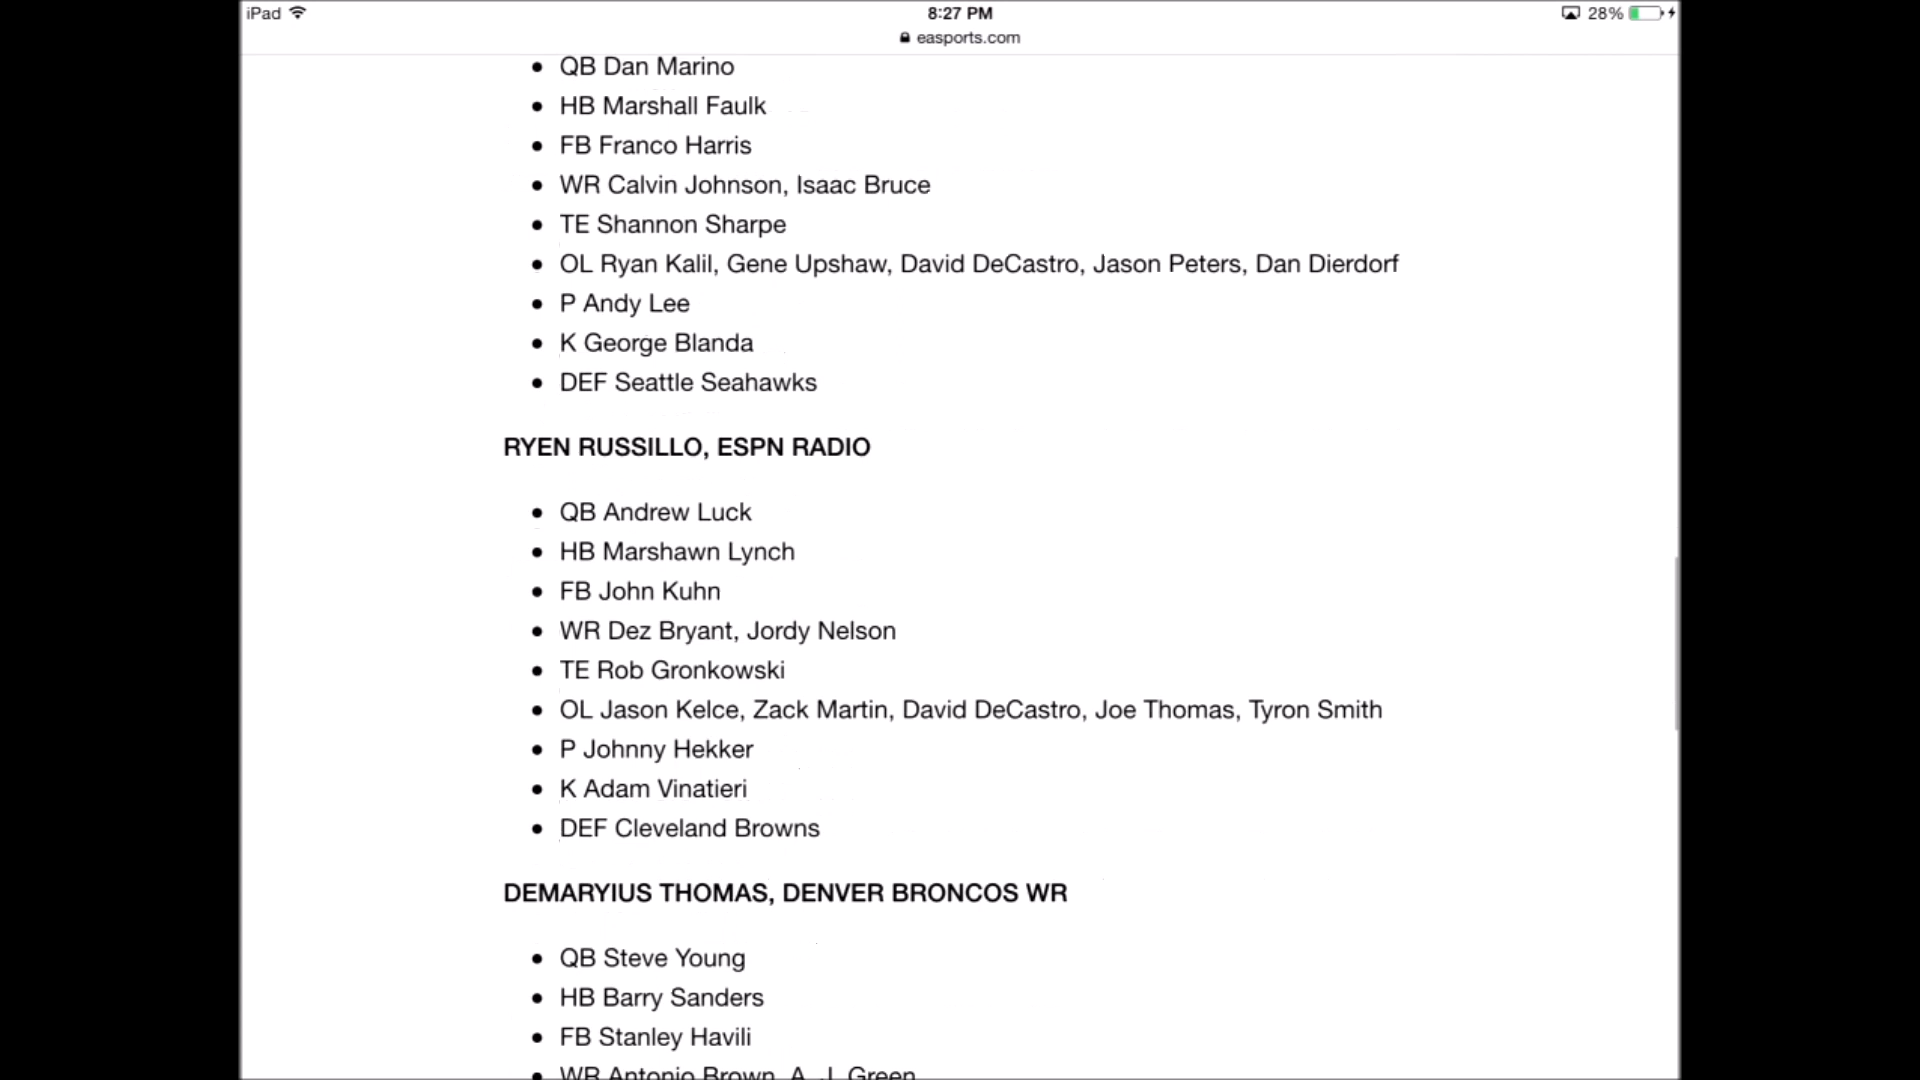 iPad 8:27 PM 28%
easports.com
• QB Dan Marino
• HB Marshall Faulk
• FB Franco Harris
• WR Calvin Johnson, Isaac Bruce
• TE Shannon Sharpe
• OL Ryan Kalil, Gene Upshaw, David DeCastro, Jason Peters, Dan Dierdorf
• P Andy Lee
• K George Blanda
• DEF Seattle Seahawks
RYEN RUSSILLO, ESPN RADIO
• QB Andrew Luck
• HB Marshawn Lynch
• FB John Kuhn
• WR Dez Bryant, Jordy Nelson
• TE Rob Gronkowski
• OL Jason Kelce, Zack Martin, David DeCastro, Joe Thomas, Tyron Smith
• P Johnny Hekker
• K Adam Vinatieri
• DEF Cleveland Browns
DEMARYIUS THOMAS, DENVER BRONCOS WR
• QB Steve Young
• HB Barry Sanders
• FB Stanley Havili
• WR Antonio Brown, A. J. Green